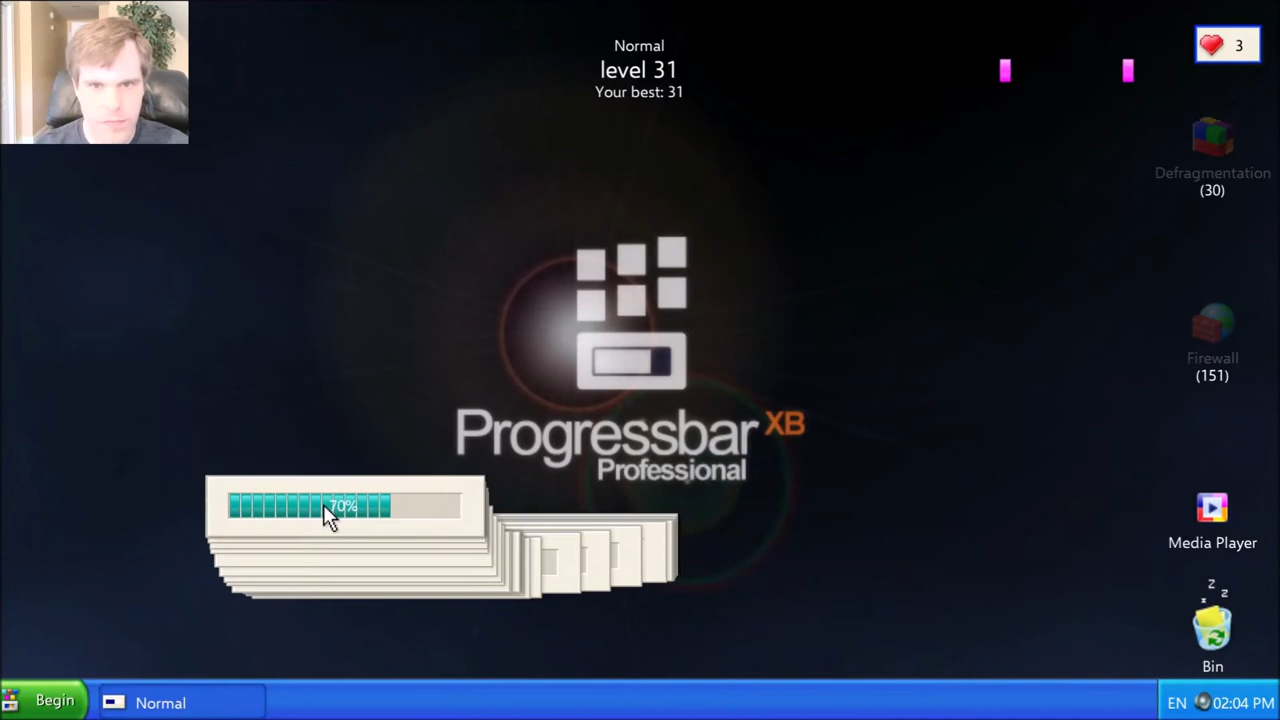 Normal
level 31
Your best: 31
3
Defragmentation
(30)
Firewall
(151)
Progressbar XB
Professional
70%
Media Player
z
z
z
Bin
Begin
Normal
EN
02:04 PM